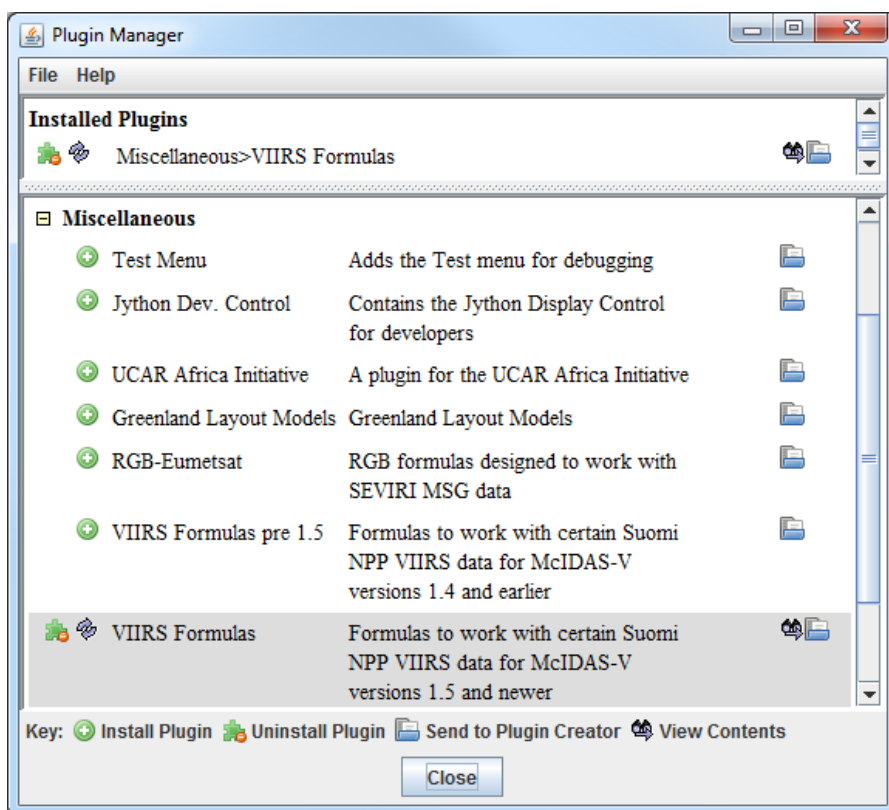 Plugin Manager
File Help
Installed Plugins
Miscellaneous>VIIRS Formulas
Miscellaneous
Test Menu Adds the Test menu for debugging
Jython Dev. Control Contains the Jython Display Control
for developers
UCAR Africa Initiative A plugin for the UCAR Africa Initiative
Greenland Layout Models Greenland Layout Models
RGB-Eumetsat RGB formulas designed to work with
SEVIRI MSG data
VIIRS Formulas pre 1.5 Formulas to work with certain Suomi
NPP VIIRS data for McIDAS-V
versions 1.4 and earlier
VIIRS Formulas Formulas to work with certain Suomi
NPP VIIRS data for McIDAS-V
versions 1.5 and newer
Key: Install Plugin Uninstall Plugin Send to Plugin Creator View Contents
Close